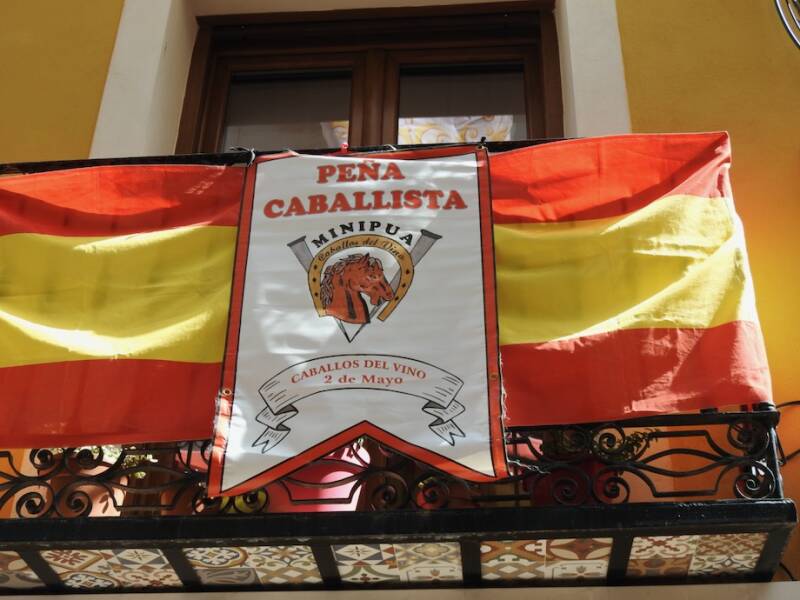 PEÑA
CABALLISTA
MINIPUA
Caballos del Vino
CABALLOS DEL VINO
2 de Mayo